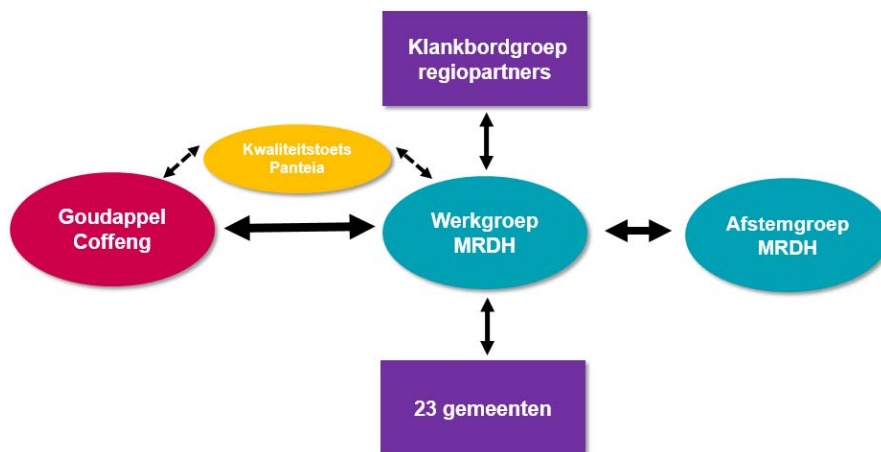 Klankbordgroep
regiopartners
Kwaliteitstoets
Panteia
Goudappel
Coffeng
Werkgroep
MRDH
Afstemgroep
MRDH
23 gemeenten